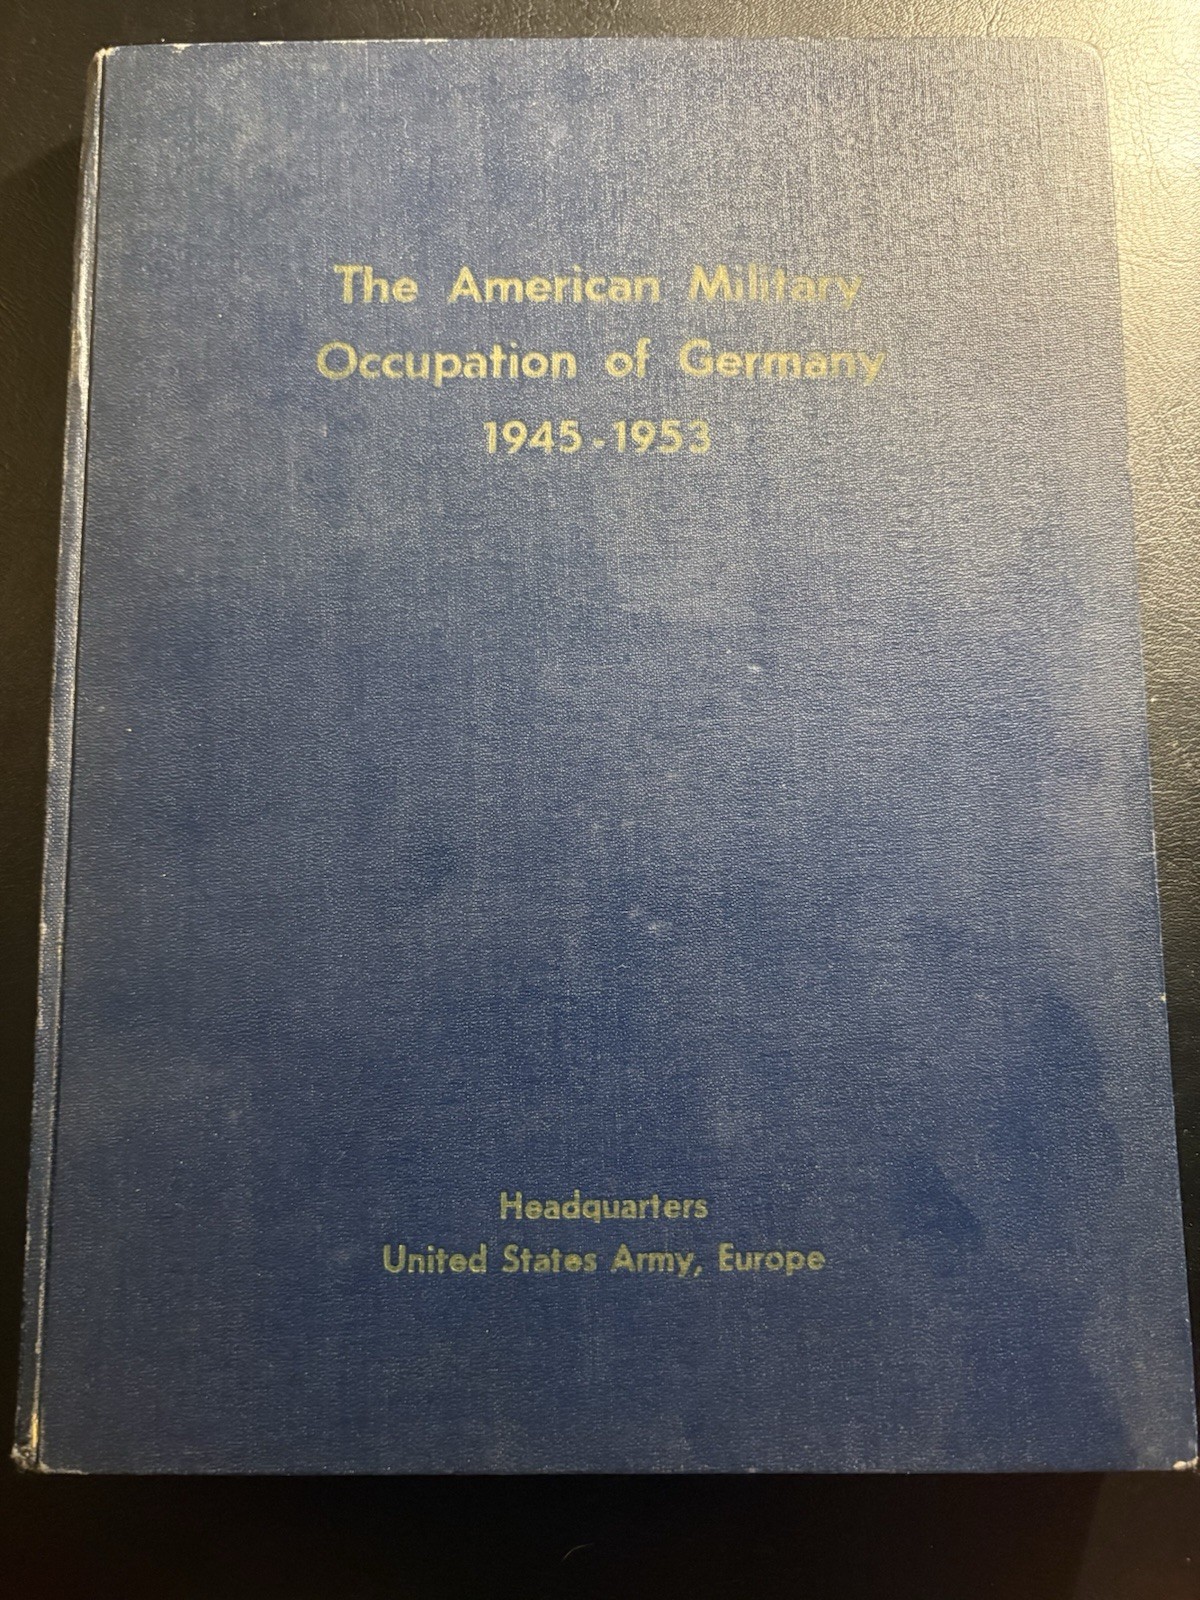 The American Military
Occupation of Germany
1945-1953
Headquarters
United States Army, Europe